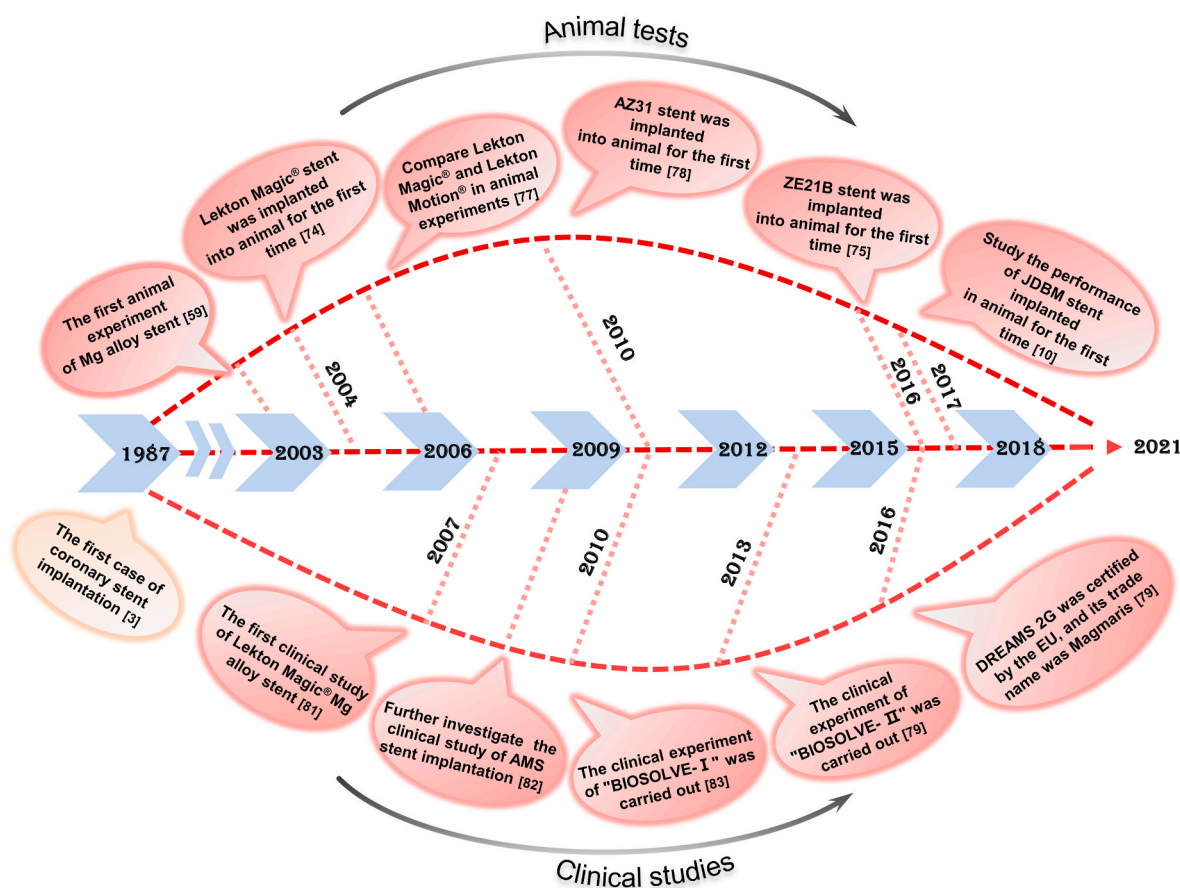 Animal tests
The first animal
experiment
of Mg alloy stent [59]
Lekton Magic® stent
was implanted
into animal for the first
time [74]
Compare Lekton
Magic® and Lekton
Motion® in animal
experiments [77]
AZ31 stent was
implanted
into animal for the first
time [78]
ZE21B stent was
implanted
into animal for the first
time [75]
Study the performance
of JDBM stent
implanted
in animal for the first
time [10]
2004
2010
2016
2017
1987
2003
2006
2009
2012
2015
2018
2021
2007
2010
2013
2016
The first case of
coronary stent
implantation [3]
The first clinical study
of Lekton Magic® Mg
alloy stent [81]
Further investigate the
clinical study of AMS
stent implantation [82]
The clinical experiment
of "BIOSOLVE-Ⅰ" was
carried out [83]
The clinical
experiment of
"BIOSOLVE-Ⅱ" was
carried out [79]
DREAMS 2G was certified
by the EU, and its trade
name was Magmaris [79]
Clinical studies